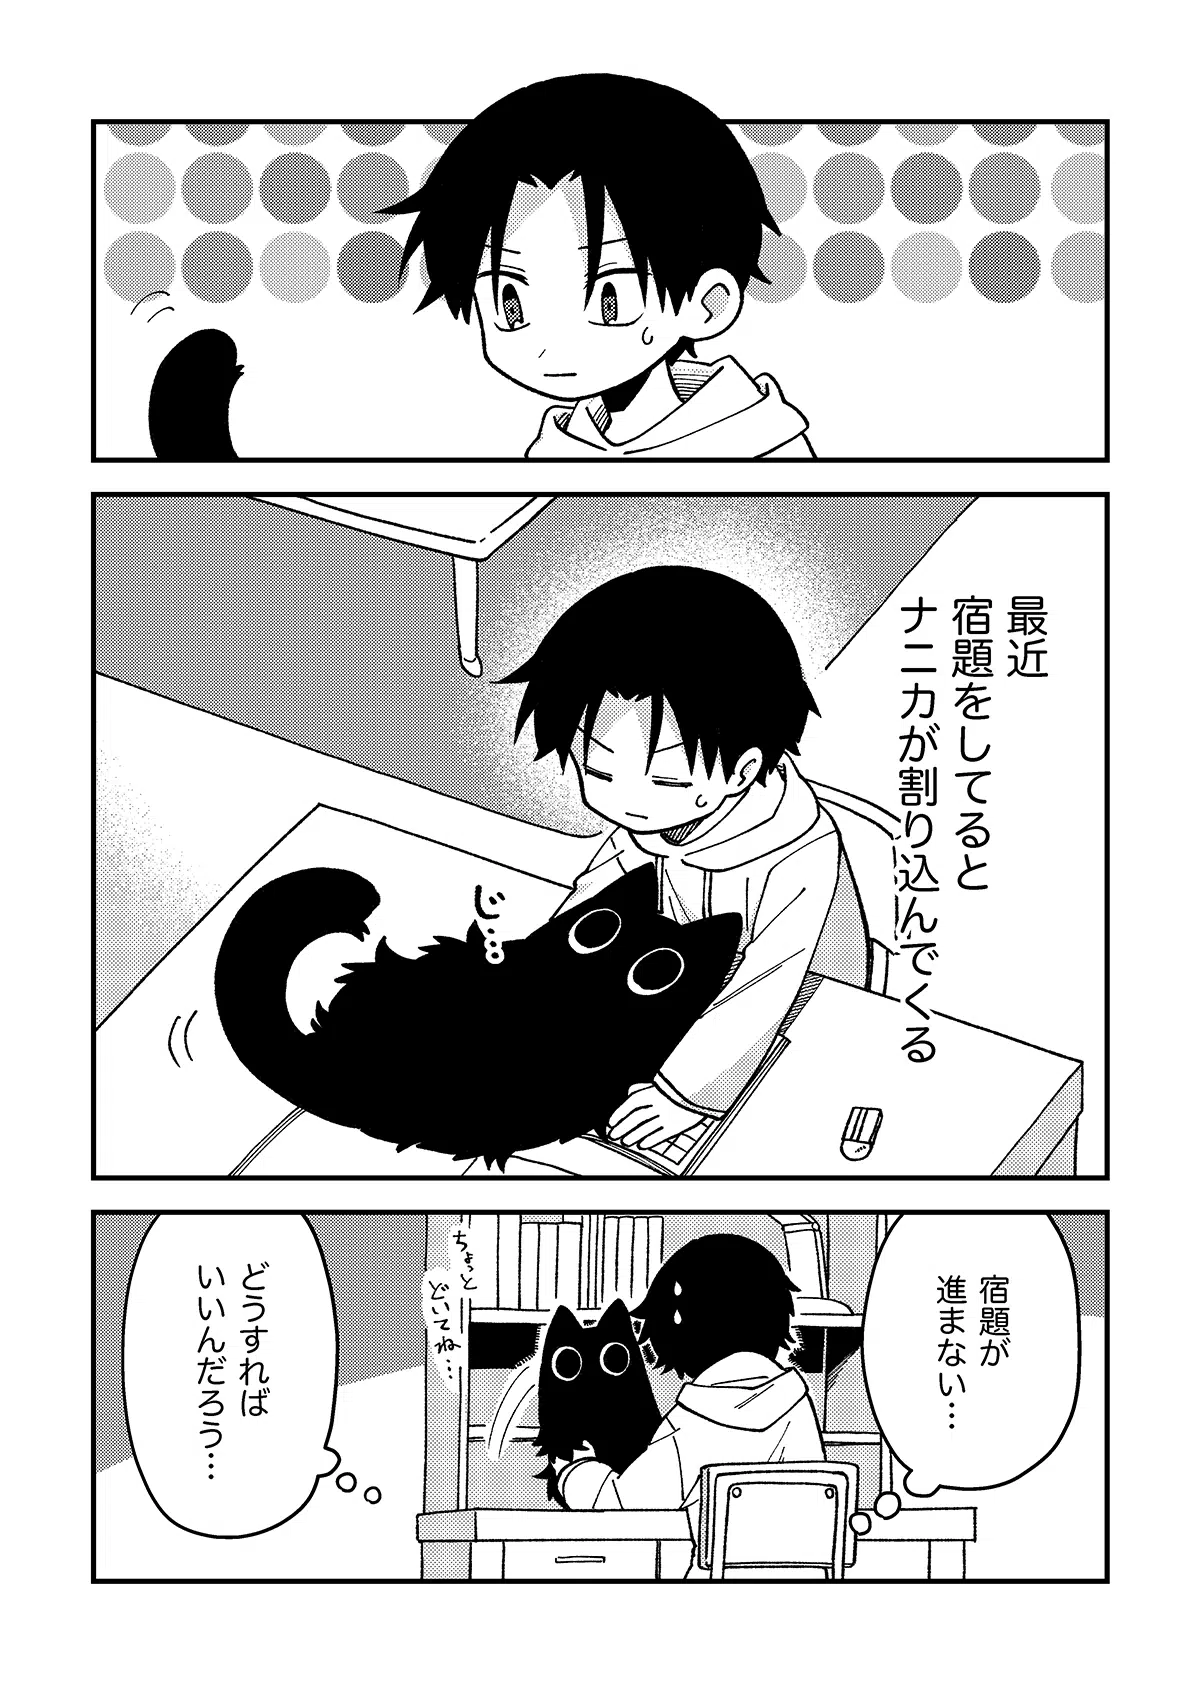 最近
宿題をしてると
ナニカが割り込んでくる
じ…
宿題が
進まない…
ちょっと
どいてね…
どうすれば
いいんだろう…